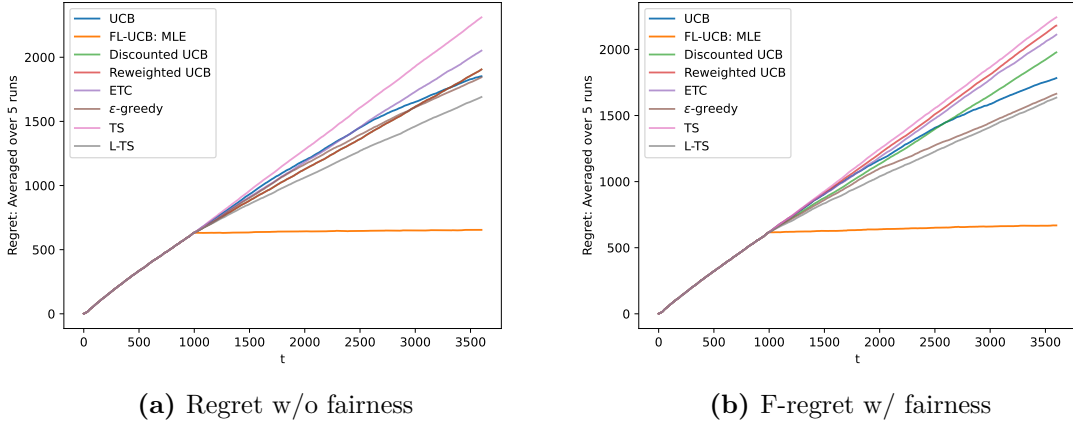 Regret: Averaged over 5 runs
2000
1500
1000
500
0
UCB
FL-UCB: MLE
Discounted UCB
Reweighted UCB
ETC
ε-greedy
TS
L-TS
0 500 1000 1500 2000 2500 3000 3500
t
(a) Regret w/o fairness
Regret: Averaged over 5 runs
2000
1500
1000
500
0
UCB
FL-UCB: MLE
Discounted UCB
Reweighted UCB
ETC
ε-greedy
TS
L-TS
0 500 1000 1500 2000 2500 3000 3500
t
(b) F-regret w/ fairness